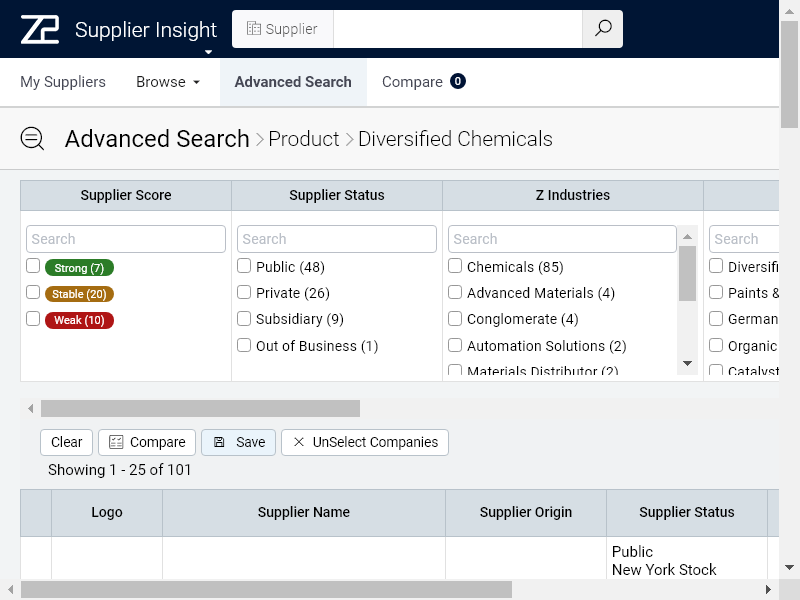 Z2 Supplier Insight Supplier
My Suppliers Browse Advanced Search Compare 0
Advanced Search Product Diversified Chemicals
Supplier Score Supplier Status Z Industries
Search Search Search Search
Strong (7) Public (48) Chemicals (85) Diversifi
Stable (20) Private (26) Advanced Materials (4) Paints &
Weak (10) Subsidiary (9) Conglomerate (4) German
Out of Business (1) Automation Solutions (2) Organic
Materials Distributor (2) Catalyst
Clear Compare Save UnSelect Companies
Showing 1 - 25 of 101
Logo Supplier Name Supplier Origin Supplier Status
Public
New York Stock